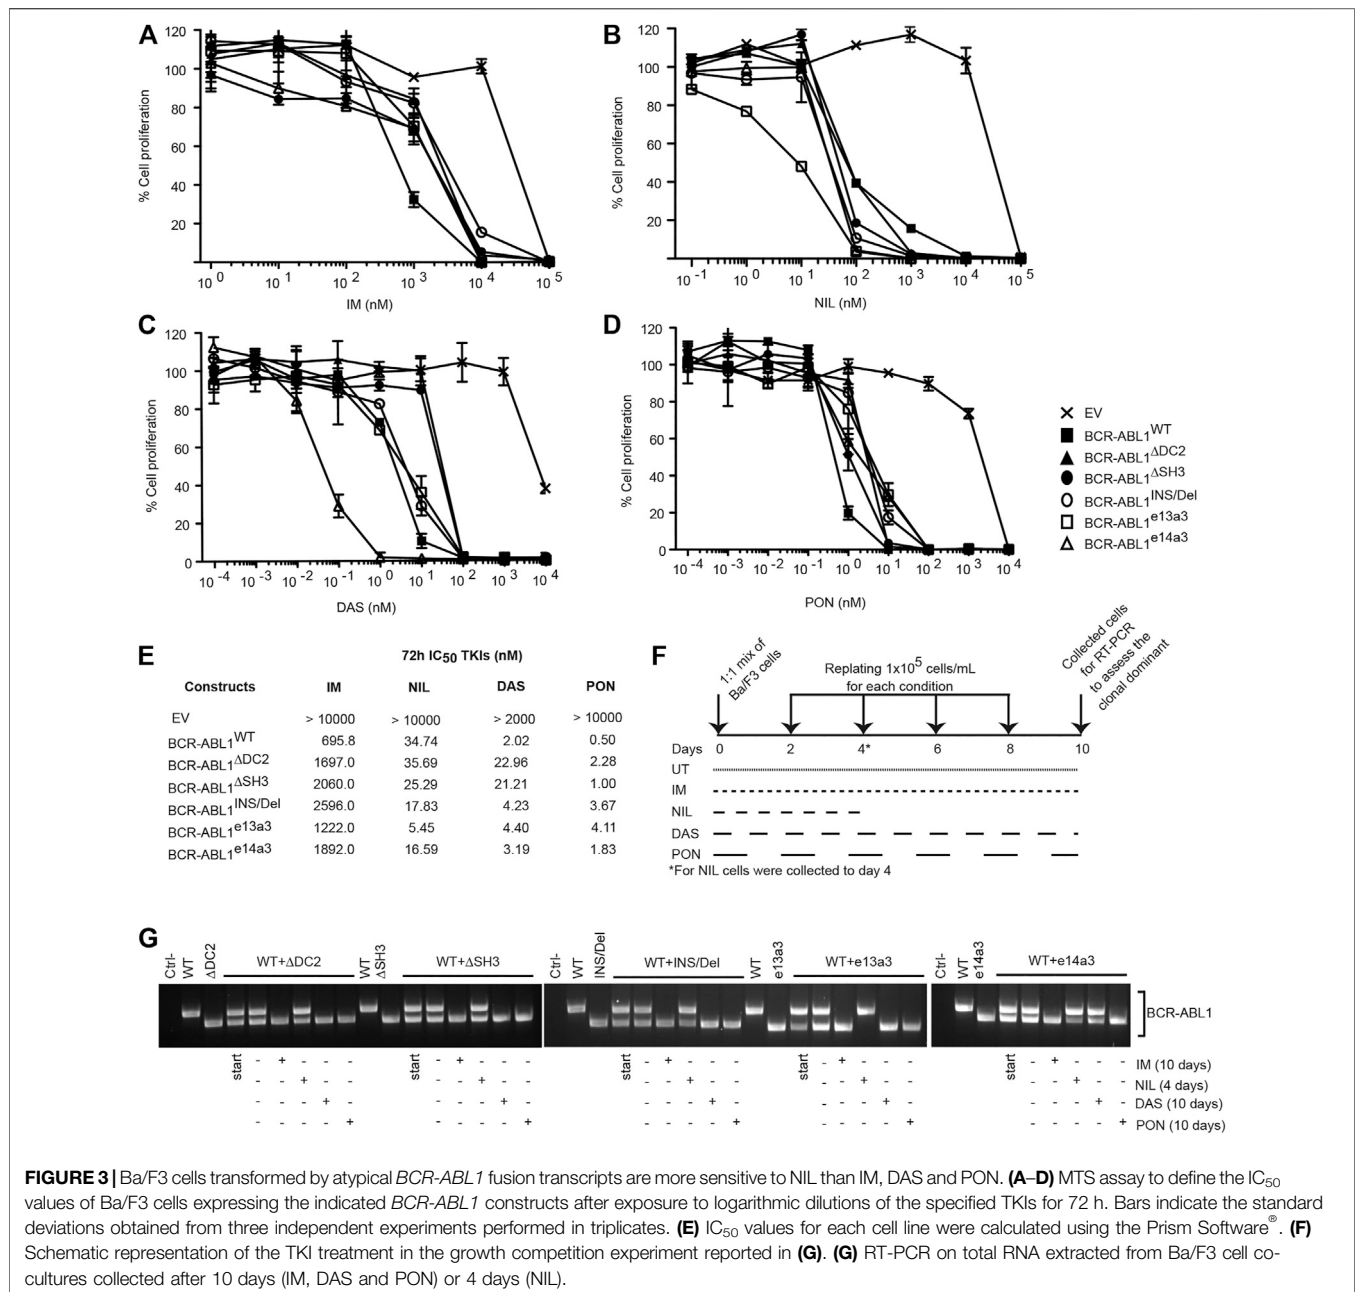 A
120
100
80
60
40
20
% Cell proliferation
10 0
10 1
10 2
10 3
10 4
10 5
IM (nM)
B
120
100
80
60
40
20
% Cell proliferation
10 -1
10 0
10 1
10 2
10 3
10 4
10 5
NIL (nM)
C
120
100
80
60
40
20
0
% Cell proliferation
10 -4
10 -3
10 -2
10 -1
10 0
10 1
10 2
10 3
10 4
DAS (nM)
D
120
100
80
60
40
20
0
% Cell proliferation
10 -4
10 -3
10 -2
10 -1
10 0
10 1
10 2
10 3
10 4
PON (nM)
EV
BCR-ABL1WT
BCR-ABL1ΔDC2
BCR-ABL1ΔSH3
BCR-ABL1INS/Del
BCR-ABL1e13a3
BCR-ABL1e14a3
E
72h IC50 TKIs (nM)
Constructs IM NIL DAS PON
EV > 10000 > 10000 > 2000 > 10000
BCR-ABL1WT 695.8 34.74 2.02 0.50
BCR-ABL1ΔDC2 1697.0 35.69 22.96 2.28
BCR-ABL1ΔSH3 2060.0 25.29 21.21 1.00
BCR-ABL1INS/Del 2596.0 17.83 4.23 3.67
BCR-ABL1e13a3 1222.0 5.45 4.40 4.11
BCR-ABL1e14a3 1892.0 16.59 3.19 1.83
F
1:1 mix of
Ba/F3 cells
Replating 1x105 cells/mL
for each condition
Collected cells
for RT-PCR
to assess the
clonal dominant
Days 0 2 4* 6 8 10
UT
IM
NIL
DAS
PON
*For NIL cells were collected to day 4
G
Ctrl- WT ΔDC2 WT+ΔDC2 WT ΔSH3 WT+ΔSH3 Ctrl- WT INS/Del WT+INS/Del WT e13a3 WT+e13a3 Ctrl- WT e14a3 WT+e14a3
BCR-ABL1
start - + - - - start - + - - - start - + - - - start - + - - - start - + - - - IM (10 days)
- - + - - - - + - - - - + - - - - + - - - - + - - NIL (4 days)
- - - + - - - - + - - - - + - - - - + - - - - + - DAS (10 days)
- - - - + - - - - + - - - - + - - - - + - - - - + PON (10 days)
FIGURE 3 | Ba/F3 cells transformed by atypical BCR-ABL1 fusion transcripts are more sensitive to NIL than IM, DAS and PON. (A–D) MTS assay to define the IC50
values of Ba/F3 cells expressing the indicated BCR-ABL1 constructs after exposure to logarithmic dilutions of the specified TKIs for 72 h. Bars indicate the standard
deviations obtained from three independent experiments performed in triplicates. (E) IC50 values for each cell line were calculated using the Prism Software®. (F)
Schematic representation of the TKI treatment in the growth competition experiment reported in (G). (G) RT-PCR on total RNA extracted from Ba/F3 cell co-
cultures collected after 10 days (IM, DAS and PON) or 4 days (NIL).